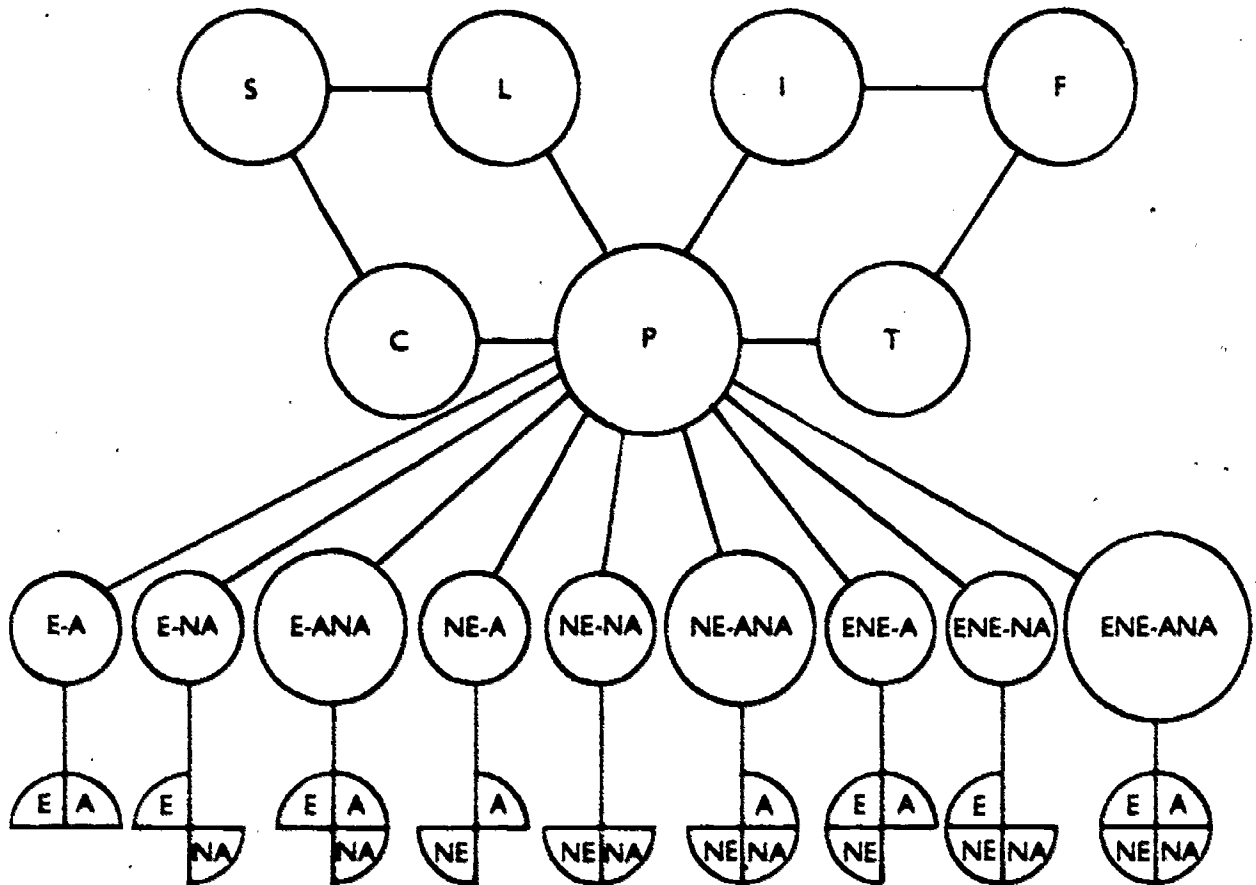 S L I F
C P T
E-A E-NA E-ANA NE-A NE-NA NE-ANA ENE-A ENE-NA ENE-ANA
E A E E A A A E A E E A
NA NA NE NE NA NE NA NE NE NA NE NA